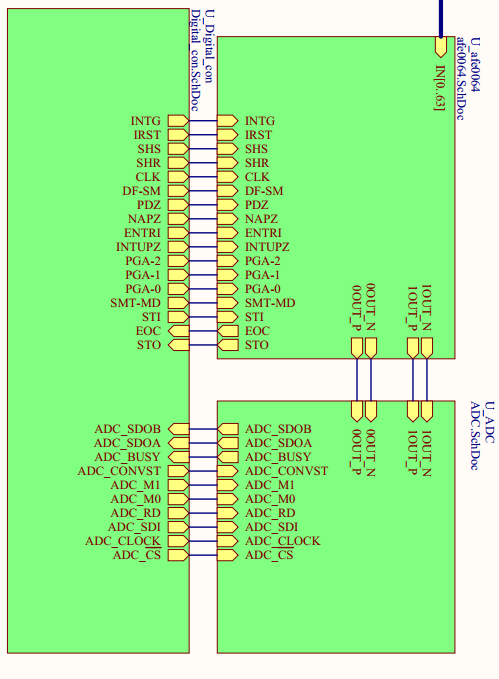 U_Digital_con
Digital_con.SchDoc
U_afe0064
afe0064.SchDoc
IN[0..63]
INTG INTG
IRST IRST
SHS SHS
SHR SHR
CLK CLK
DF-SM DF-SM
PDZ PDZ
NAPZ NAPZ
ENTRI ENTRI
INTUPZ INTUPZ
PGA-2 PGA-2
PGA-1 PGA-1
PGA-0 PGA-0
SMT-MD SMT-MD
STI STI
EOC EOC
STO STO
0OUT_P
0OUT_N
1OUT_P
1OUT_N
U_ADC
ADC.SchDoc
0OUT_P
0OUT_N
1OUT_P
1OUT_N
ADC_SDOB ADC_SDOB
ADC_SDOA ADC_SDOA
ADC_BUSY ADC_BUSY
ADC_CONVST ADC_CONVST
ADC_M1 ADC_M1
ADC_M0 ADC_M0
ADC_RD ADC_RD
ADC_SDI ADC_SDI
ADC_CLOCK ADC_CLOCK
ADC_C̅S̅ ADC_C̅S̅